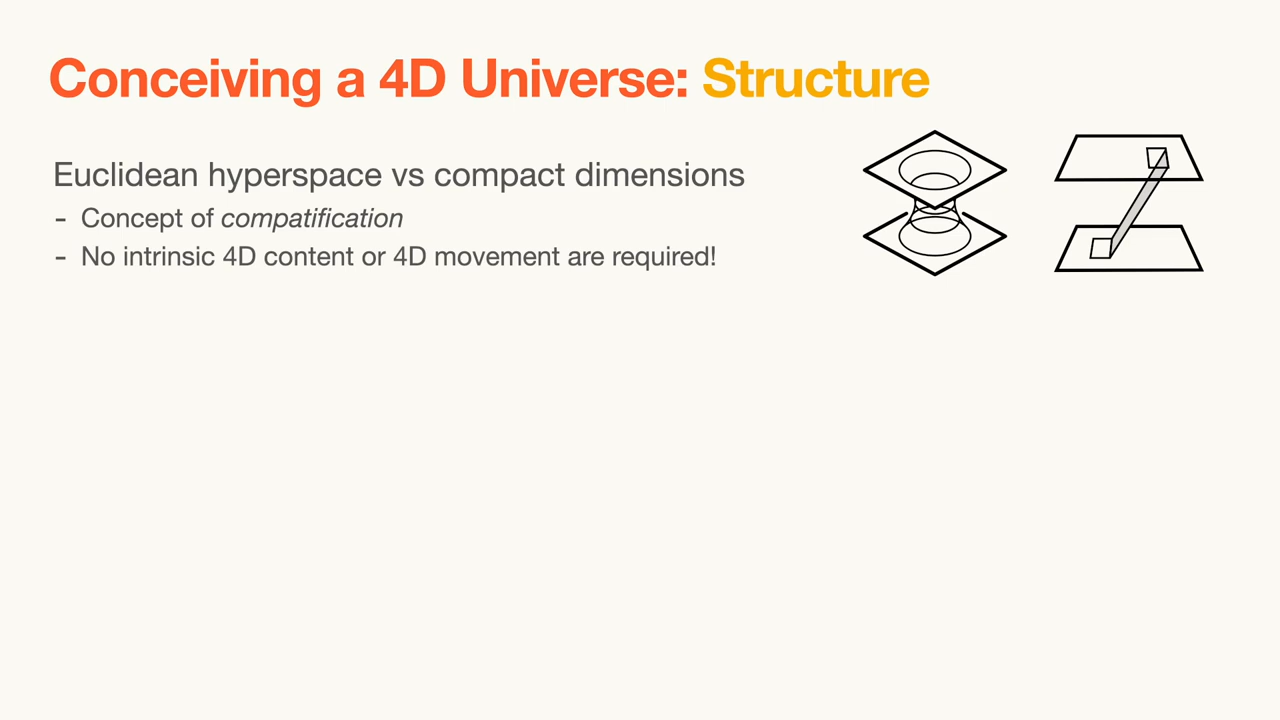 Conceiving a 4D Universe: Structure
Euclidean hyperspace vs compact dimensions
- Concept of compatification
- No intrinsic 4D content or 4D movement are required!